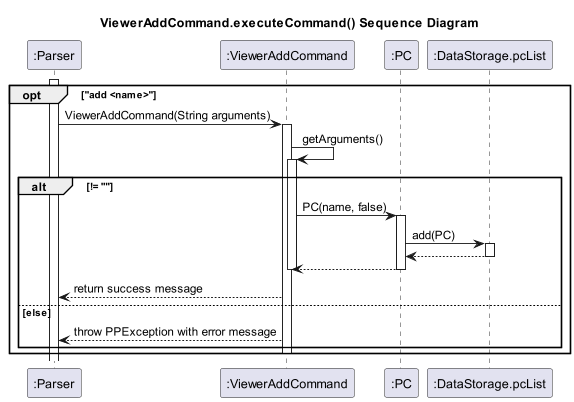 ViewerAddCommand.executeCommand() Sequence Diagram
:Parser :ViewerAddCommand :PC :DataStorage.pcList
opt ["add <name>"]
ViewerAddCommand(String arguments)
getArguments()
alt [!= ""]
PC(name, false)
add(PC)
return success message
[else]
throw PPException with error message
:Parser :ViewerAddCommand :PC :DataStorage.pcList